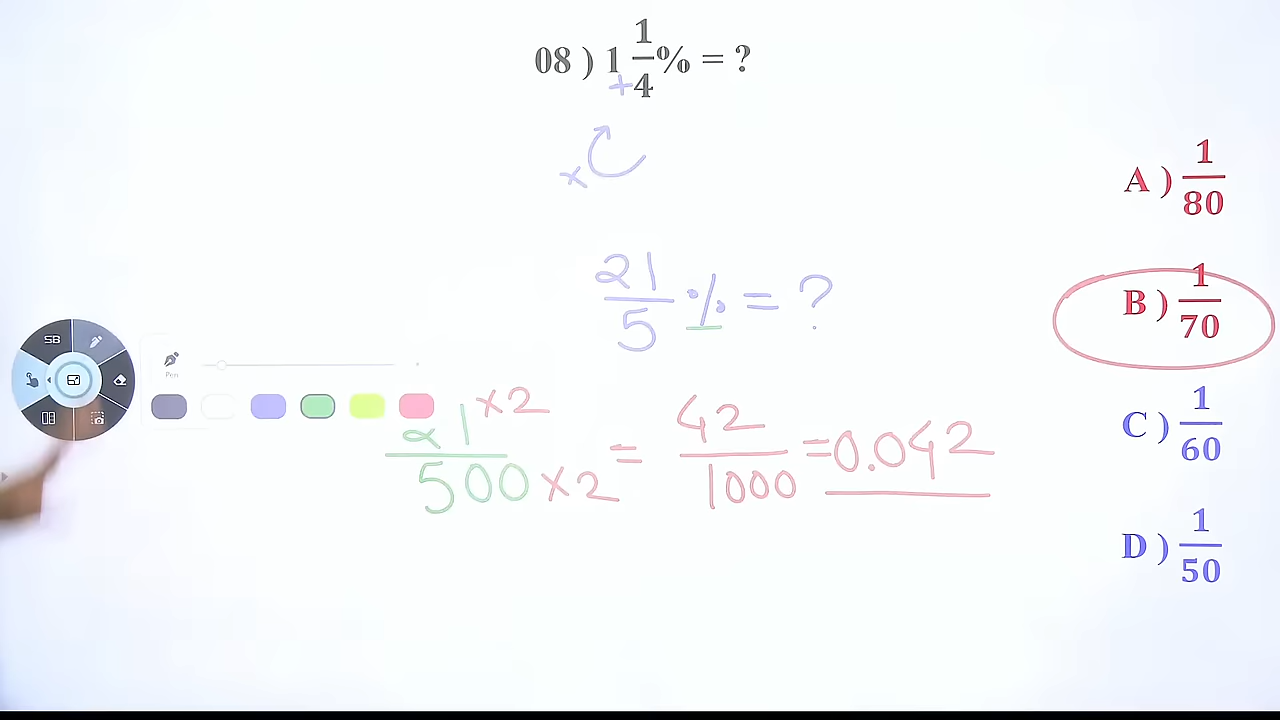 08 ) 1 1/4 % = ?
+
×
A ) 1/80
B ) 1/70
C ) 1/60
D ) 1/50
21/5 % = ?
21 ×2 / 500 ×2 = 42/1000 = 0.042
SB
Pen